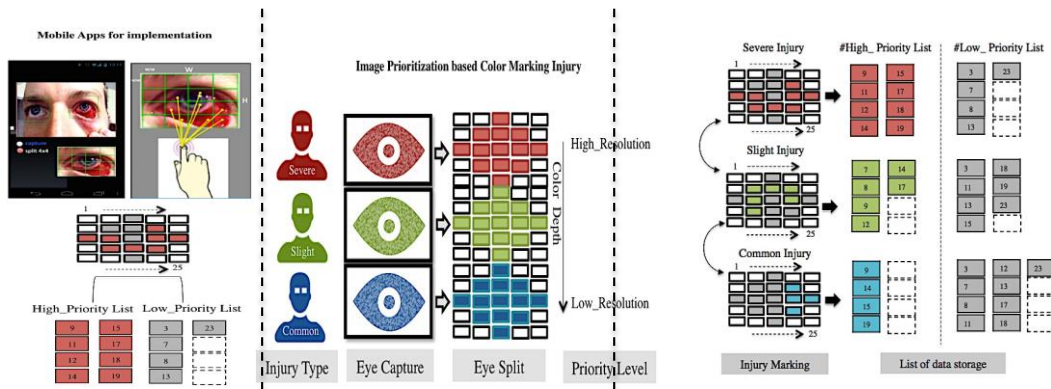 Mobile Apps for implementation
W
H
capture
split 4x4
1
25
High_Priority List
Low_Priority List
9 15
11 17
12 18
14 19
3 23
7
8
13
Image Prioritization based Color Marking Injury
Severe
Slight
Common
High_Resolution
Color Depth
Low_Resolution
Injury Type
Eye Capture
Eye Split
Priority Level
Severe Injury
1
25
#High_ Priority List
9 15
11 17
12 18
14 19
#Low_ Priority List
3 23
7
8
13
Slight Injury
1
25
7 14
8 17
9
12
3 18
11 19
13 23
15
Common Injury
1
25
9
14
15
19
3 12 23
7 13
8 17
11 18
Injury Marking
List of data storage